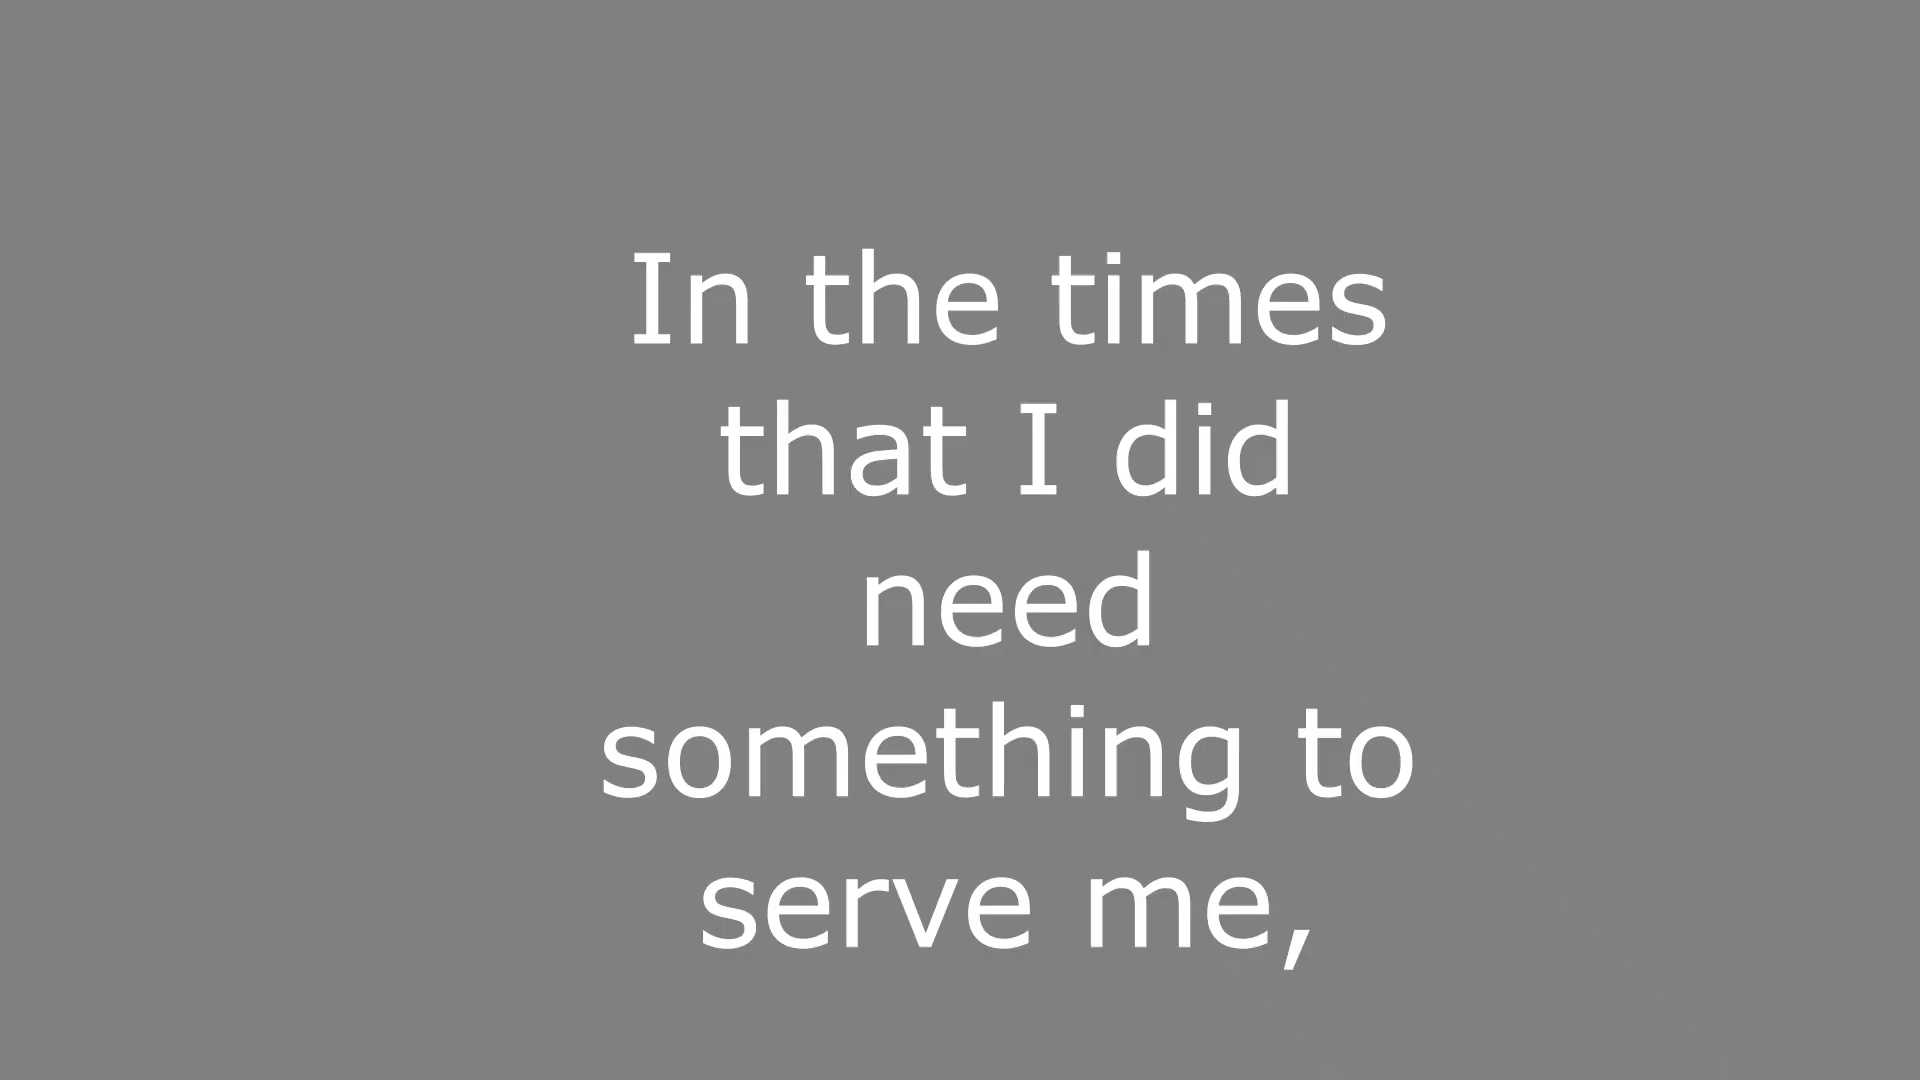 In the times
that I did
need
something to
serve me,